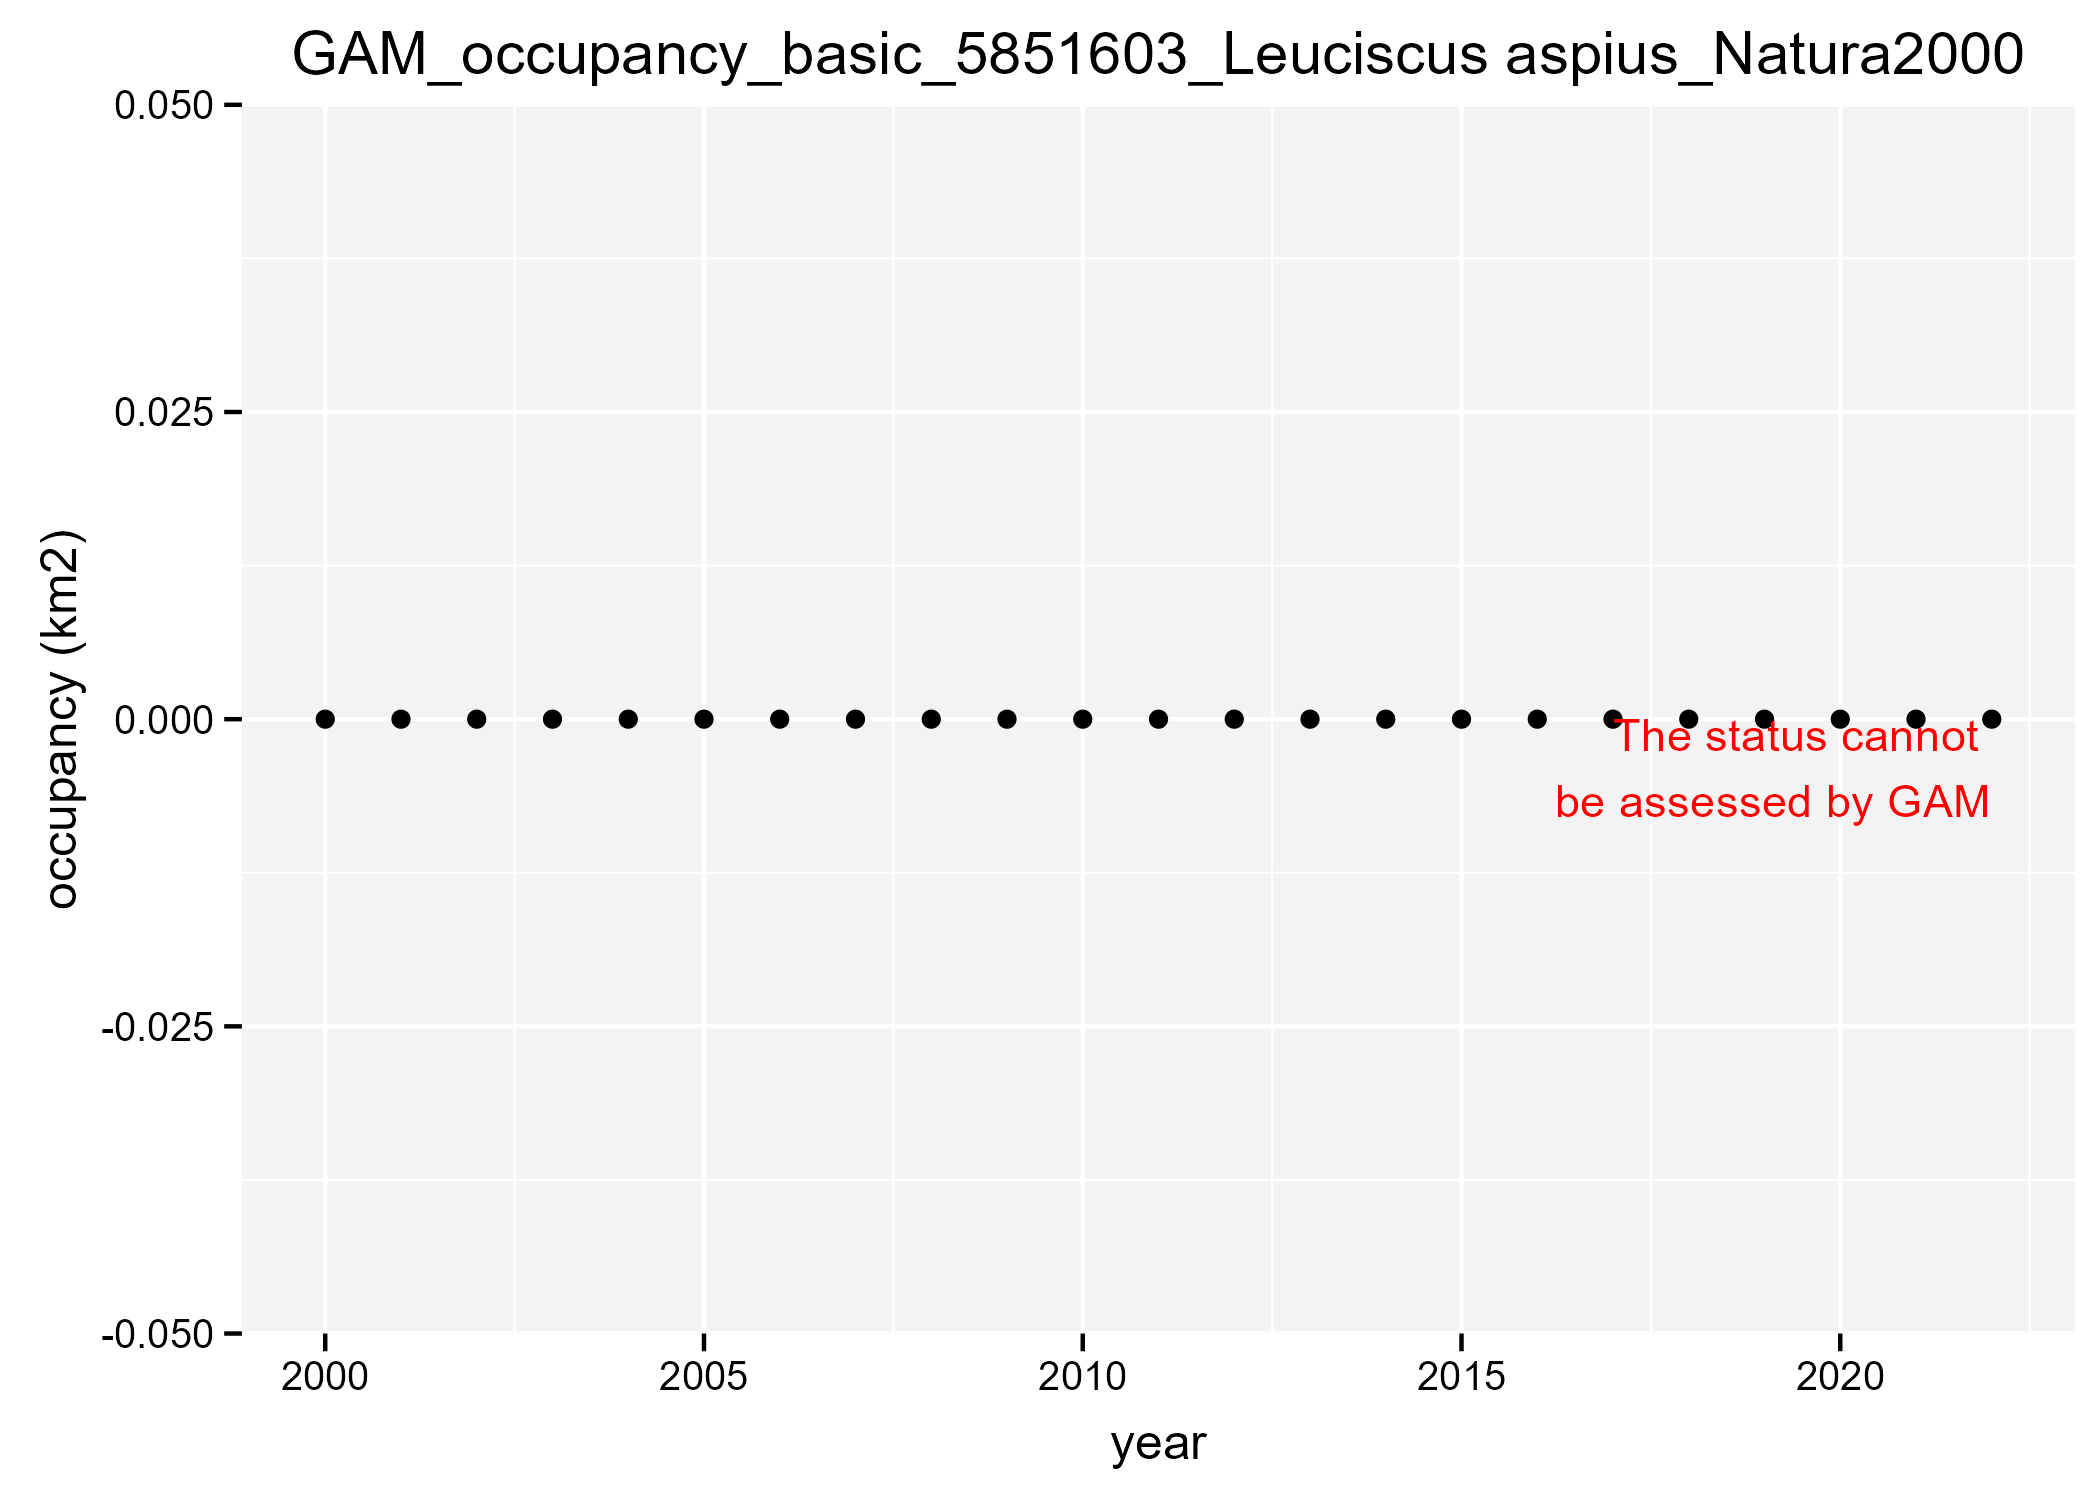 GAM_occupancy_basic_5851603_Leuciscus aspius_Natura2000
0.050
0.025
0.000
-0.025
-0.050
occupancy (km2)
The status cannot
be assessed by GAM
2000 2005 2010 2015 2020
year